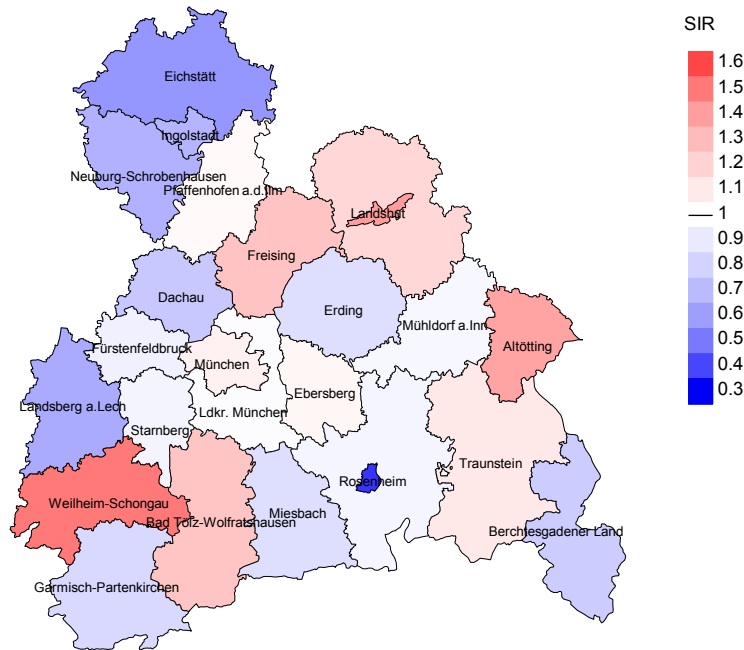 SIR
1.6
1.5
1.4
1.3
1.2
1.1
1
0.9
0.8
0.7
0.6
0.5
0.4
0.3
Eichstätt
Ingolstadt
Neuburg-Schrobenhausen
Pfaffenhofen a.d.Ilm
Landshut
Freising
Dachau
Erding
Mühldorf a.Inn
Altötting
Fürstenfeldbruck
München
Ebersberg
Landsberg a.Lech
Ldkr. München
Starnberg
Traunstein
Rosenheim
Weilheim-Schongau
Miesbach
Bad Tölz-Wolfratshausen
Berchtesgadener Land
Garmisch-Partenkirchen